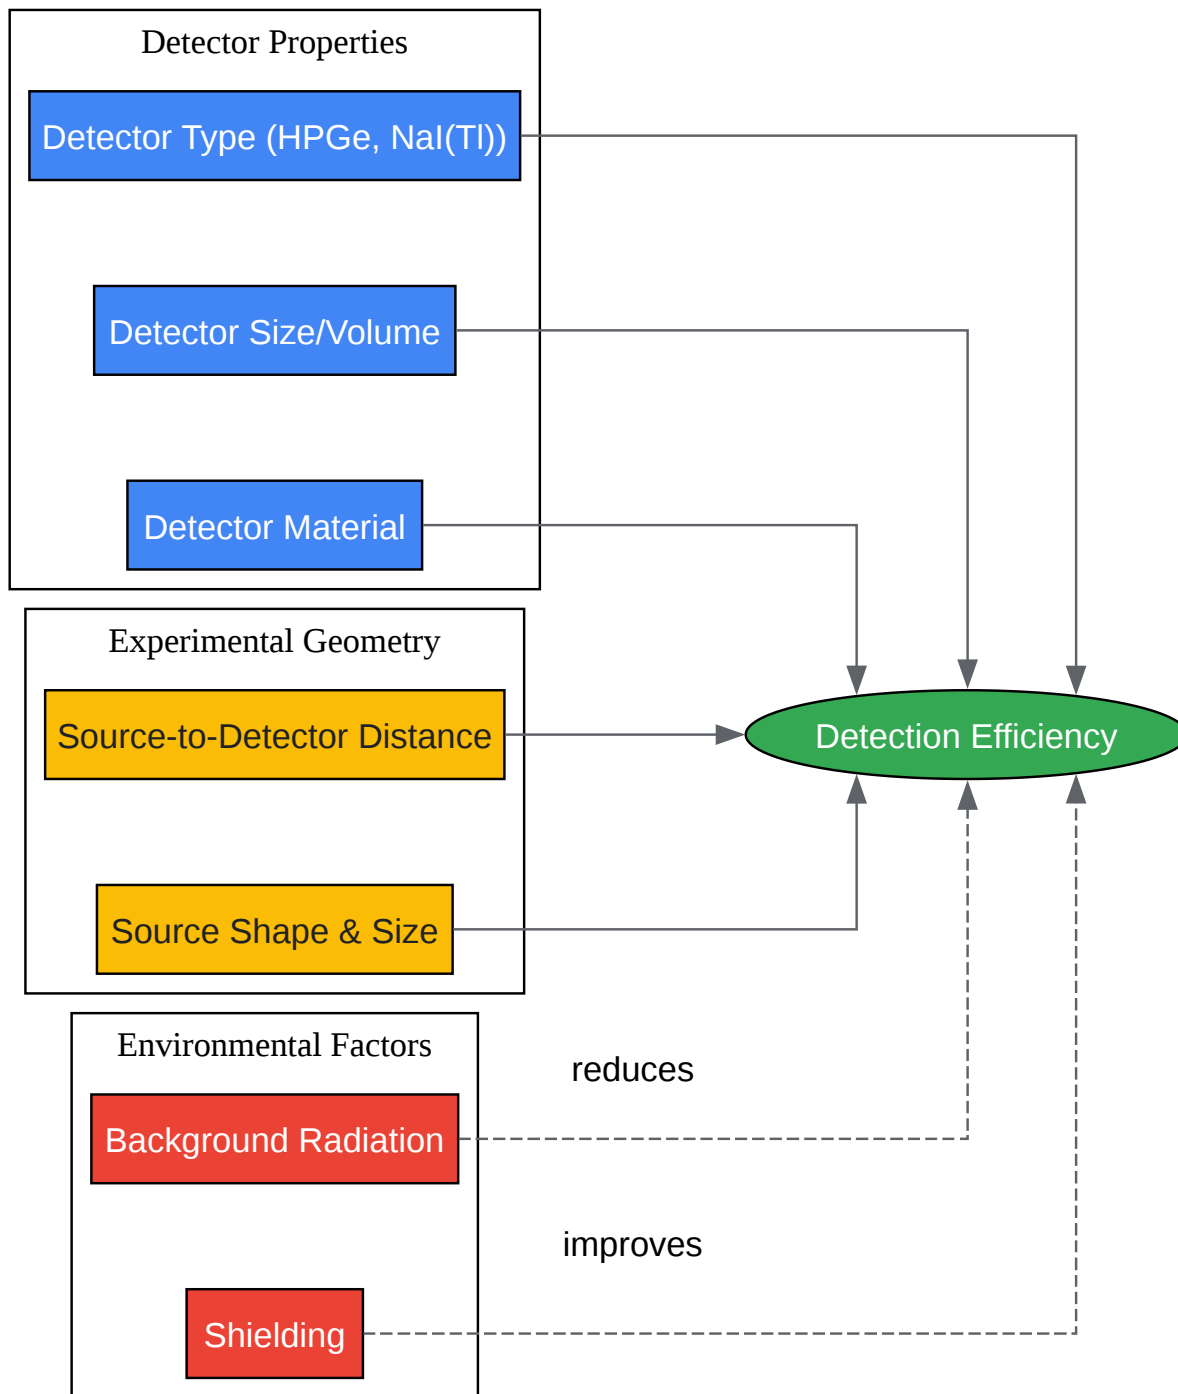 Detector Properties
Detector Type (HPGe, NaI(Tl))
Detector Size/Volume
Detector Material
Experimental Geometry
Source-to-Detector Distance
Detection Efficiency
Source Shape & Size
Environmental Factors
reduces
Background Radiation
improves
Shielding